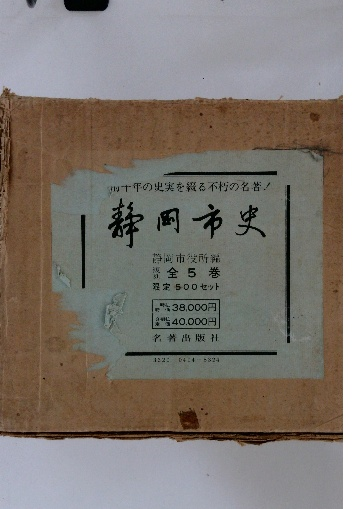 十年の史実を綴る不朽の名著!
静岡市史
静岡市役所編
全5巻
限定500セット
38,000円
40,000円
名著出版社